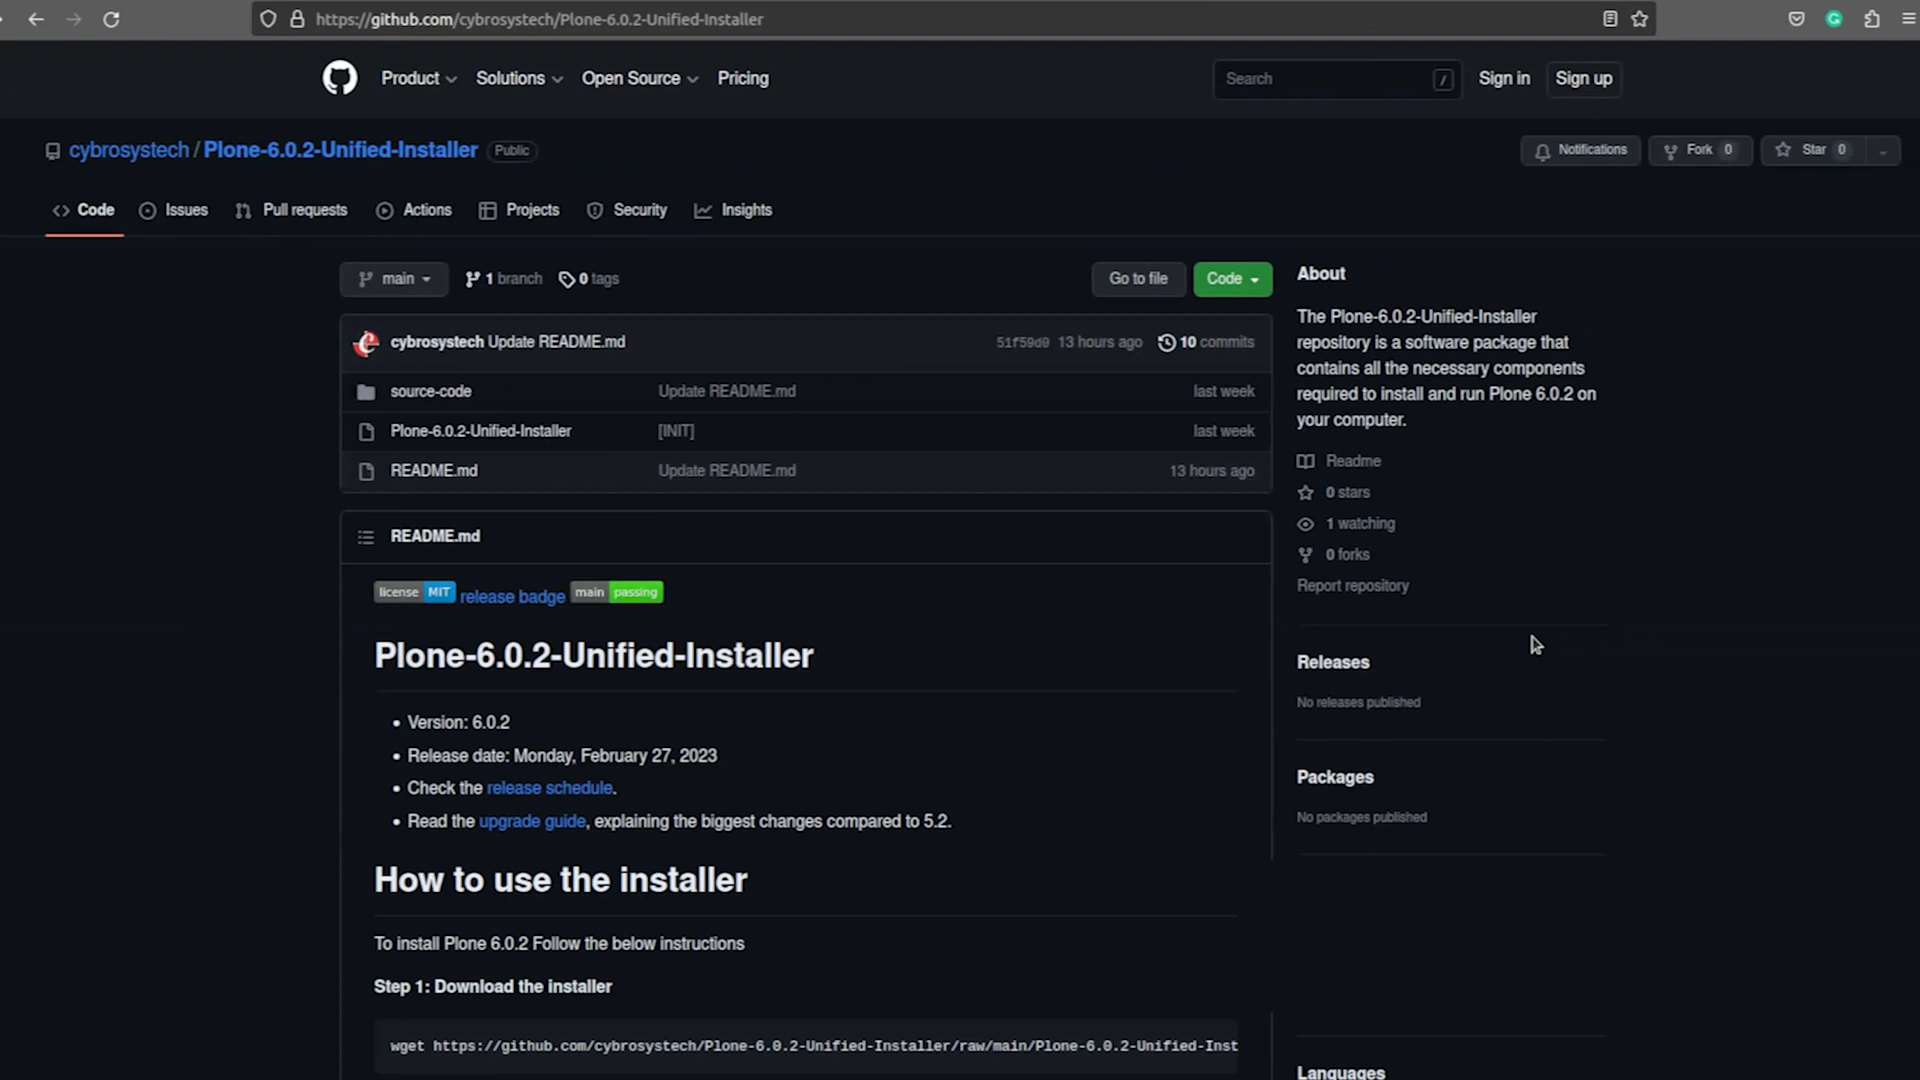 https://github.com/cybrosystech/Plone-6.0.2-Unified-Installer
Product Solutions Open Source Pricing
Search /
Sign in Sign up
cybrosystech / Plone-6.0.2-Unified-Installer Public
Notifications Fork 0 Star 0
Code Issues Pull requests Actions Projects Security Insights
main 1 branch 0 tags
Go to file Code
cybrosystech Update README.md 51f59d0 13 hours ago 10 commits
source-code Update README.md last week
Plone-6.0.2-Unified-Installer [INIT] last week
README.md Update README.md 13 hours ago
README.md
license MIT release badge main passing
Plone-6.0.2-Unified-Installer
• Version: 6.0.2
• Release date: Monday, February 27, 2023
• Check the release schedule.
• Read the upgrade guide, explaining the biggest changes compared to 5.2.
How to use the installer
To install Plone 6.0.2 Follow the below instructions
Step 1: Download the installer
wget https://github.com/cybrosystech/Plone-6.0.2-Unified-Installer/raw/main/Plone-6.0.2-Unified-Inst
About
The Plone-6.0.2-Unified-Installer
repository is a software package that
contains all the necessary components
required to install and run Plone 6.0.2 on
your computer.
Readme
0 stars
1 watching
0 forks
Report repository
Releases
No releases published
Packages
No packages published
Languages